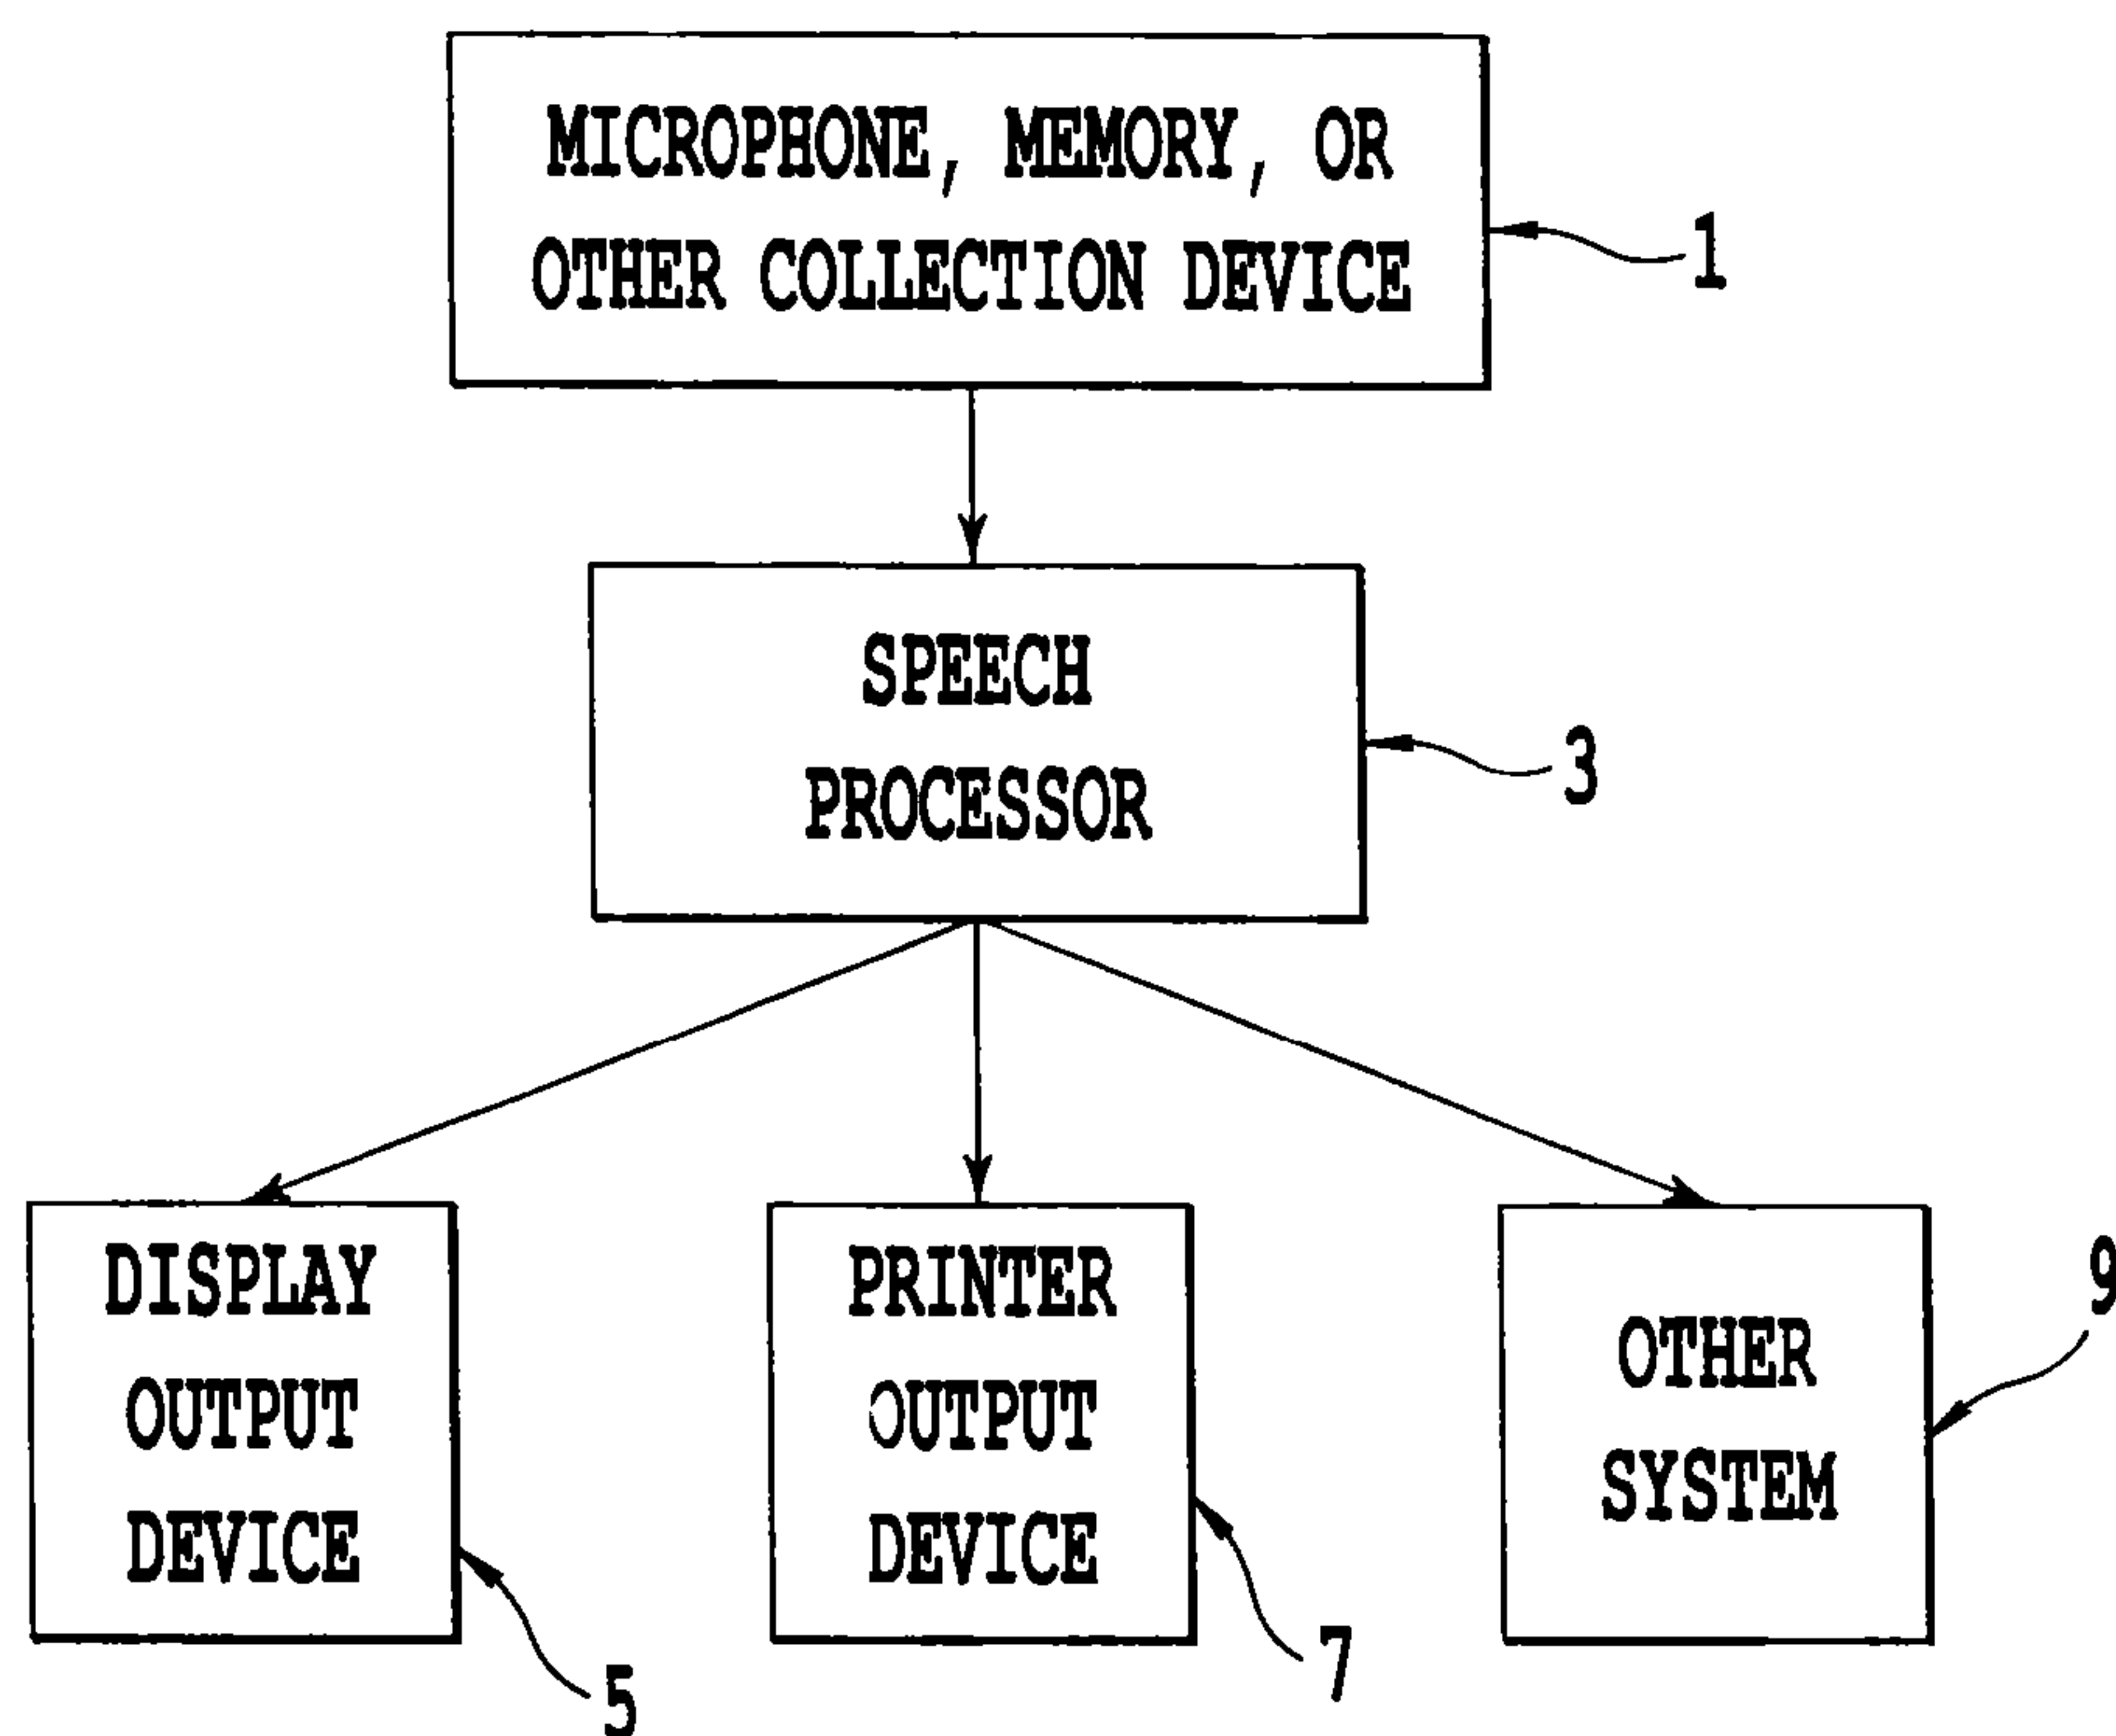 MICROPHONE, MEMORY, OR
OTHER COLLECTION DEVICE
1
SPEECH
PROCESSOR
3
DISPLAY
OUTPUT
DEVICE
5
PRINTER
OUTPUT
DEVICE
7
OTHER
SYSTEM
9